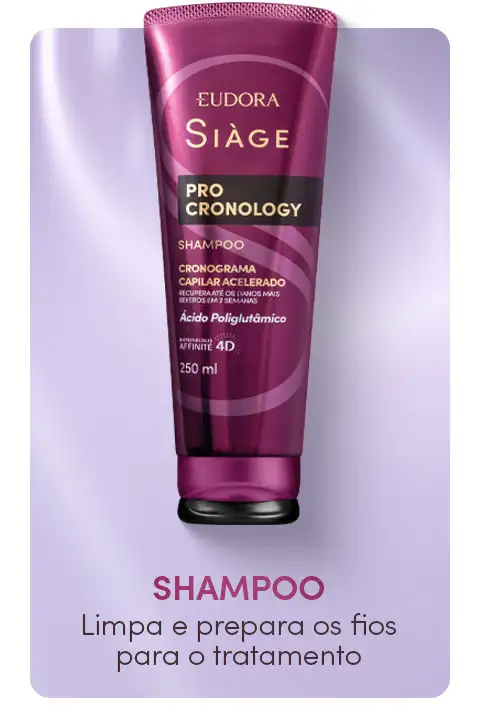 EUDORA
SIÀGE
PRO
CRONOLOGY
SHAMPOO
CRONOGRAMA
CAPILAR ACELERADO
RECUPERA ATÉ OS DANOS MAIS
SEVEROS EM 2 SEMANAS
Ácido Poliglutâmico
AFFINITÉ 4D
250 ml
SHAMPOO
Limpa e prepara os fios
para o tratamento